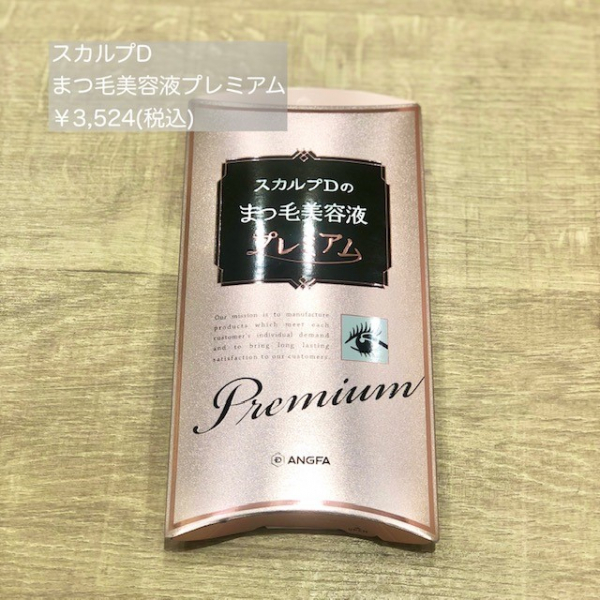 スカルプD
まつ毛美容液プレミアム
￥3,524(税込)
スカルプDの
まつ毛美容液
プレミアム
Our mission is to manufacture
products which meet each
customer's individual demand
and to bring long lasting
satisfaction to our customers.
Premium
ANGFA